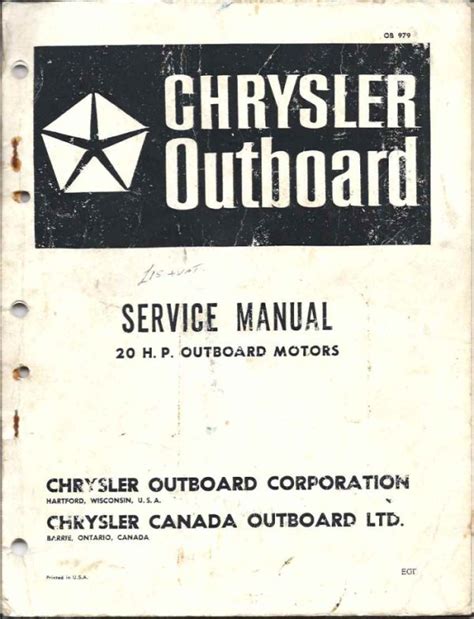 OB 979
CHRYSLER
Outboard
£15 + VAT.
SERVICE MANUAL
20 H. P. OUTBOARD MOTORS
CHRYSLER OUTBOARD CORPORATION
HARTFORD, WISCONSIN, U. S. A.
CHRYSLER CANADA OUTBOARD LTD.
BARRIE, ONTARIO, CANADA
Printed in U.S.A.
EGT